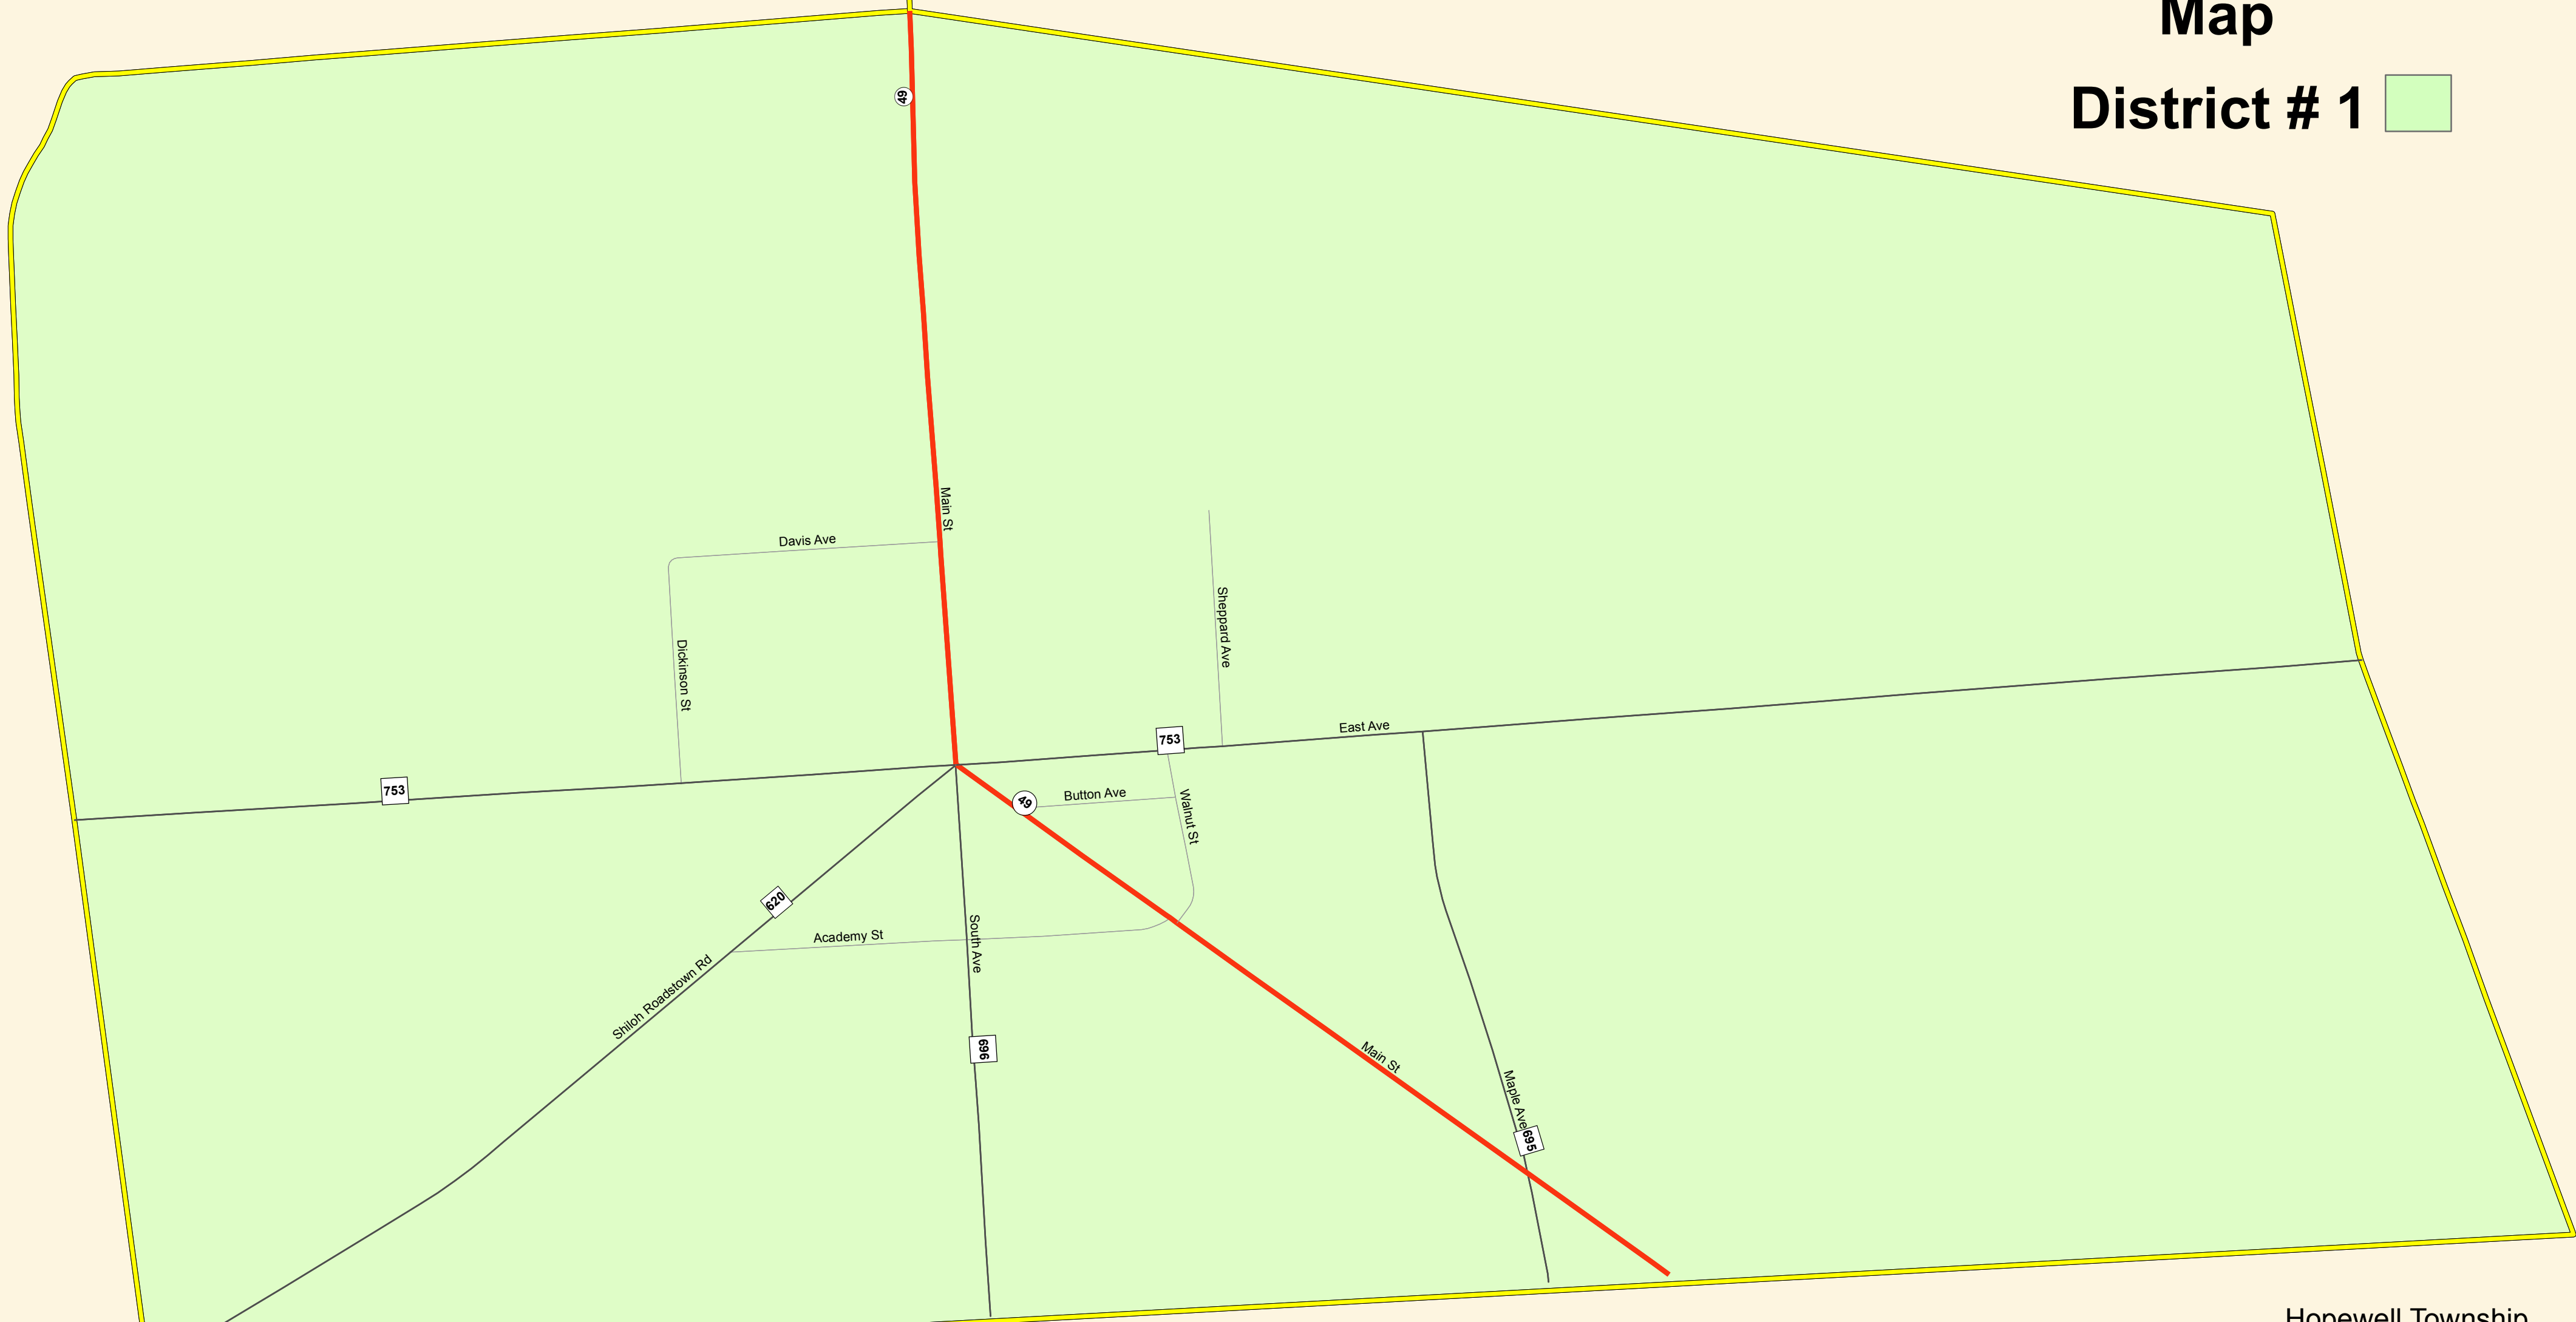 Map
District # 1
49
Main St
Davis Ave
Sheppard Ave
Dickinson St
East Ave
753
753
49
Button Ave
Walnut St
620
Academy St
South Ave
Shiloh Roadstown Rd
669
Main St
Maple Ave
695
Hopewell Township